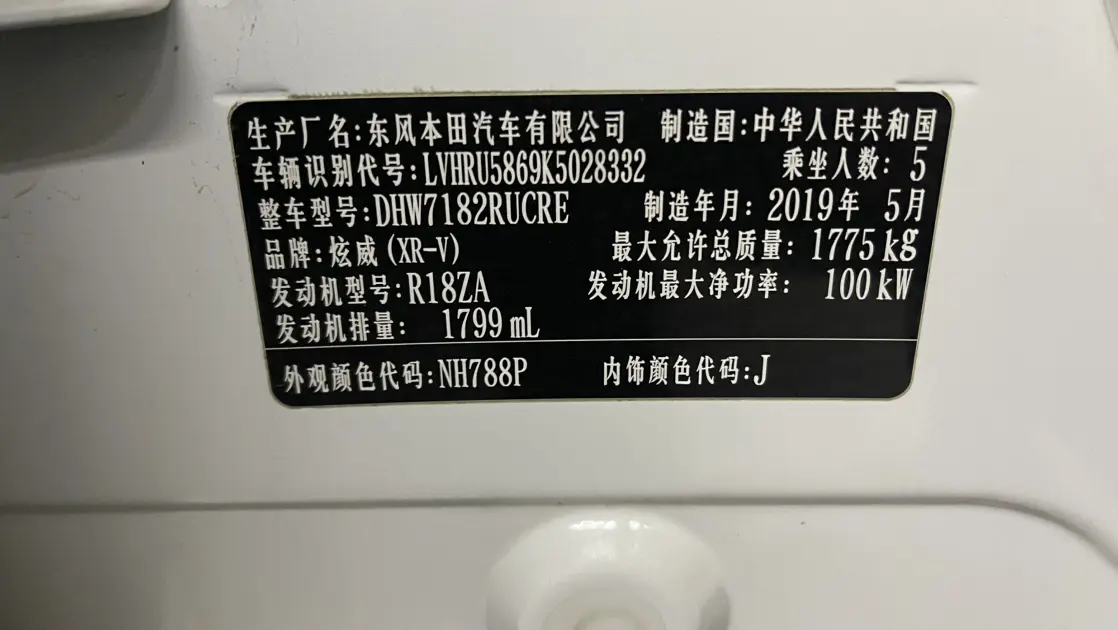 生产厂名:东风本田汽车有限公司 制造国:中华人民共和国
车辆识别代号:LVHRU5869K5028332 乘坐人数: 5
整车型号:DHW7182RUCRE 制造年月: 2019年 5月
品牌:炫威(XR-V) 最大允许总质量: 1775 kg
发动机型号:R18ZA 发动机最大净功率: 100 kW
发动机排量: 1799 mL
外观颜色代码:NH788P 内饰颜色代码:J